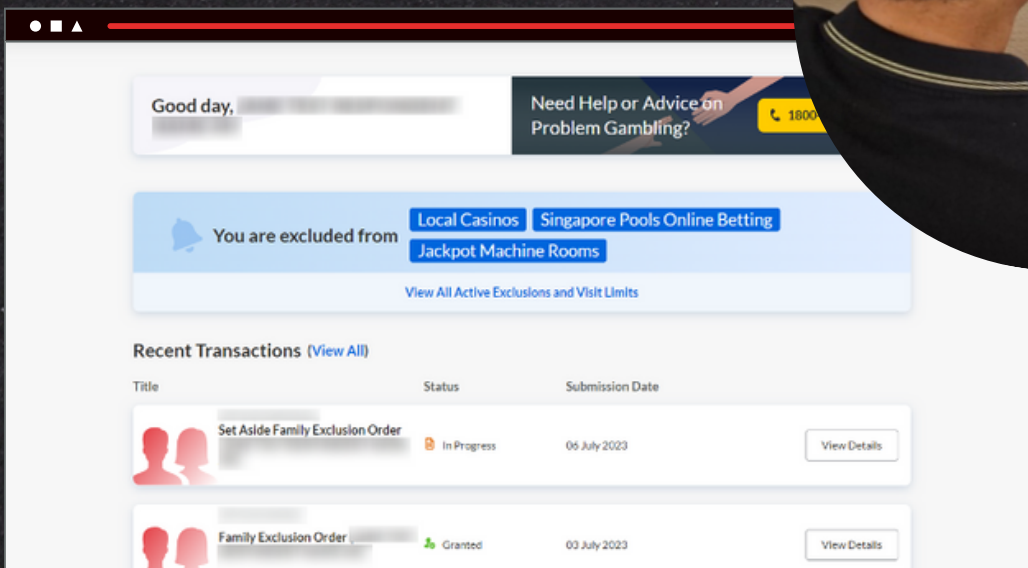 Good day,
Need Help or Advice on
Problem Gambling?
1800
You are excluded from
Local Casinos
Singapore Pools Online Betting
Jackpot Machine Rooms
View All Active Exclusions and Visit Limits
Recent Transactions (View All)
Title
Status
Submission Date
Set Aside Family Exclusion Order
In Progress
06 July 2023
View Details
Family Exclusion Order
Granted
03 July 2023
View Details